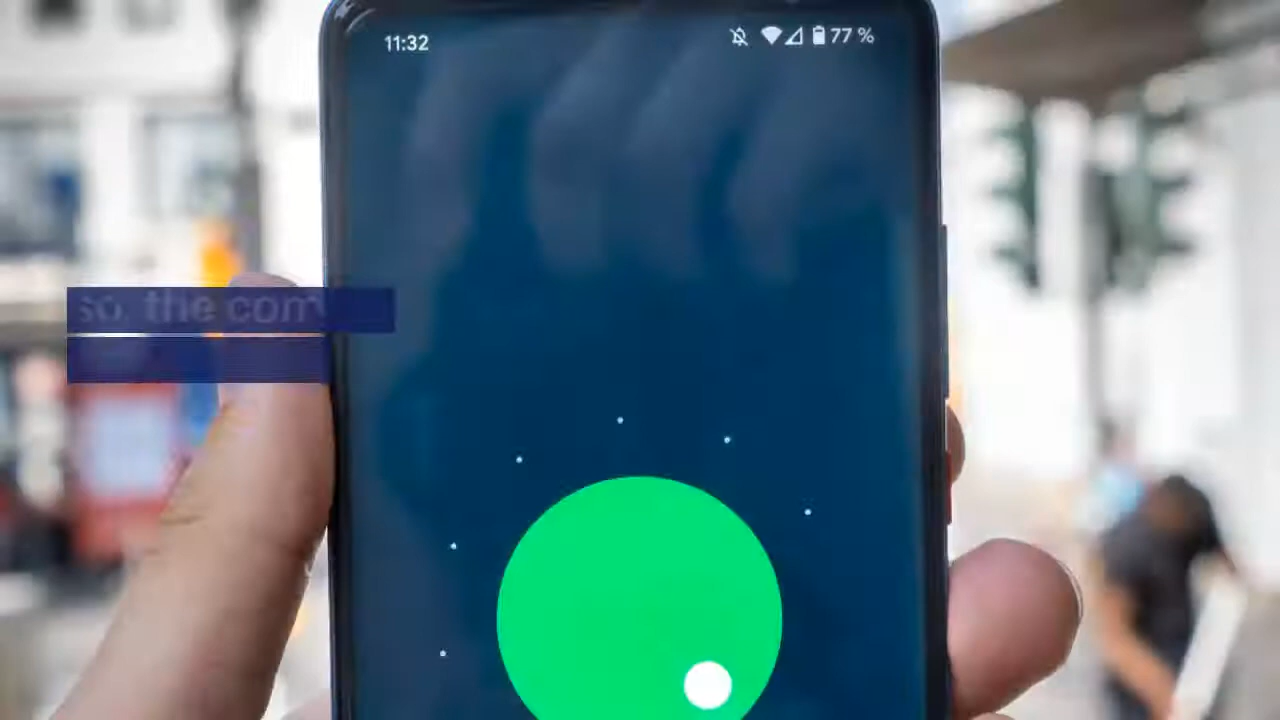 11:32
77 %
so, the com